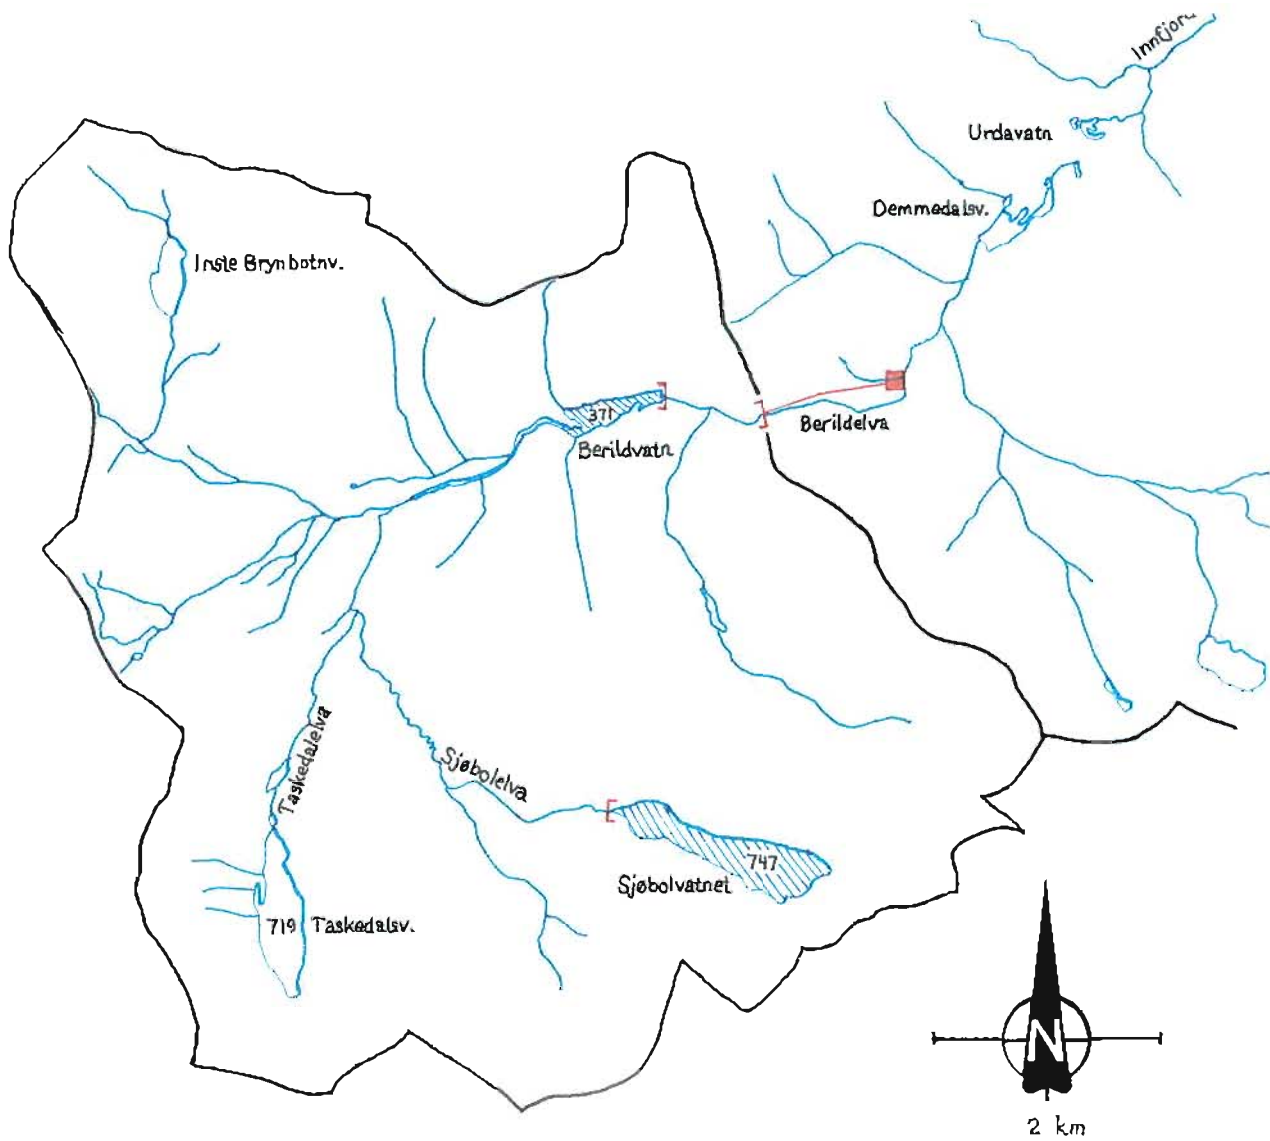 Innfjord
Urdavatn
Demmedalsv.
Inste Brynbotnv.
371
Berildvatn
Berildelva
Taskedalelva
Sjøbolelva
747
Sjøbolvatnet
719 Taskedalsv.
N
2 km